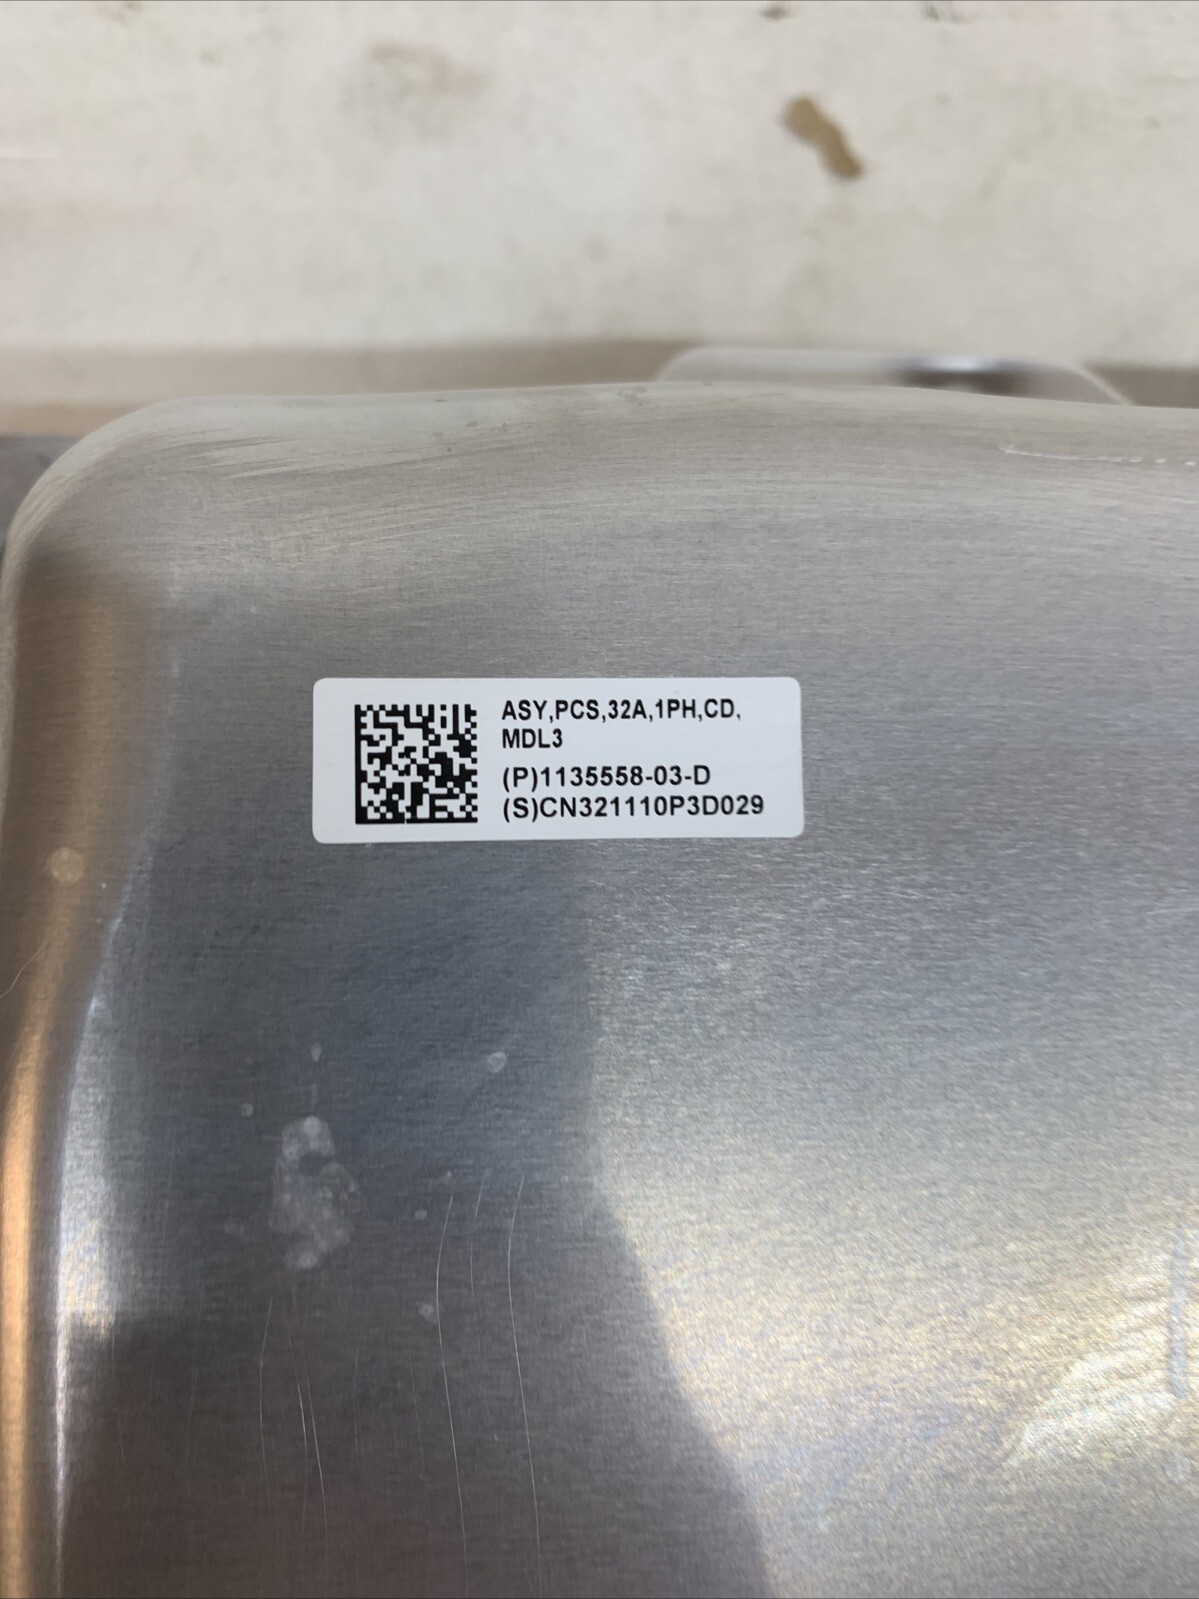 ASY,PCS,32A,1PH,CD,
MDL3
(P)1135558-03-D
(S)CN321110P3D029